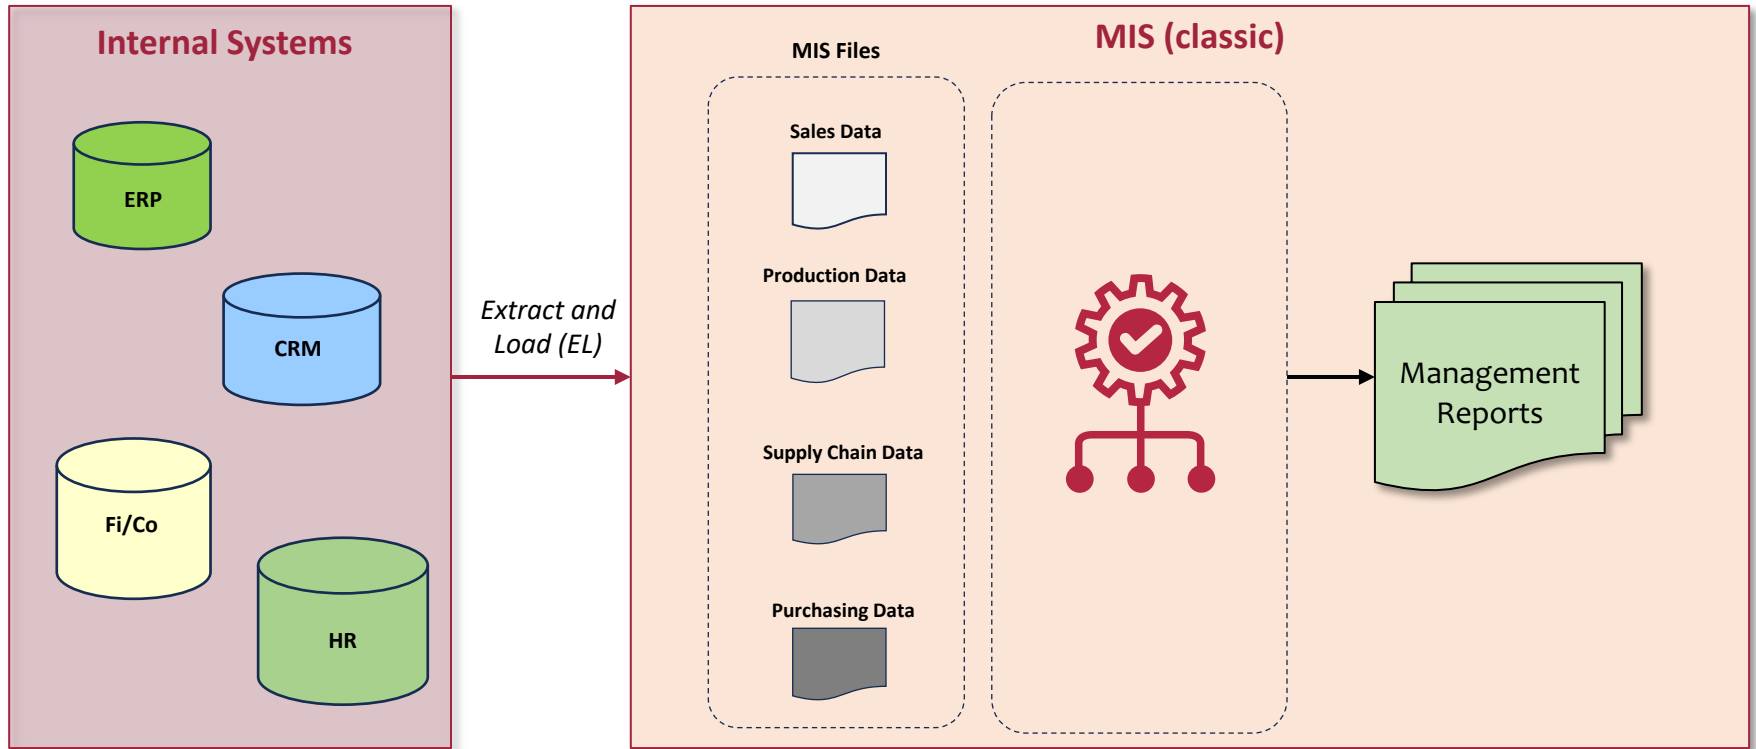 Internal Systems
ERP
CRM
Fi/Co
HR
Extract and
Load (EL)
MIS (classic)
MIS Files
Sales Data
Production Data
Supply Chain Data
Purchasing Data
Management
Reports